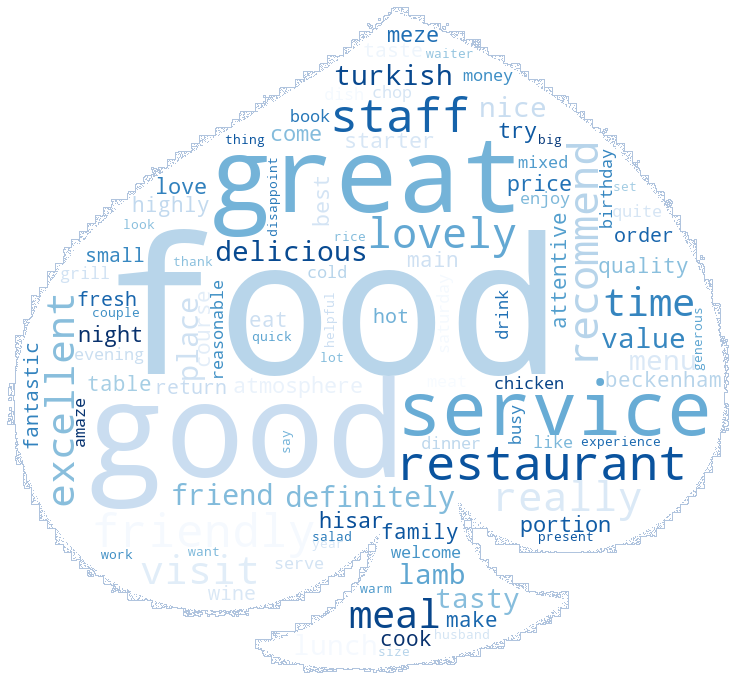 meze
taste
waiter
turkish
money
dish
chop
book
staff
nice
thing
come
starter
try
big
great
disappoint
mixed
recommend
birthday
love
best
price
set
highly
enjoy
quite
look
lovely
attentive
order
small
delicious
rice
main
quality
thank
food
grill
cold
fresh
couple
place
course
reasonable
eat
hot
helpful
saturday
drink
time
generous
night
quick
value
fantastic
excellent
evening
lot
menu
table
return
atmosphere
meat
chicken
beckenham
amaze
good
service
busy
say
dinner
like
experience
restaurant
friend
definitely
really
friendly
hisar
family
portion
salad
present
year
work
want
welcome
visit
serve
lamb
wine
warm
tasty
meal
make
lunch
cook
husband
size